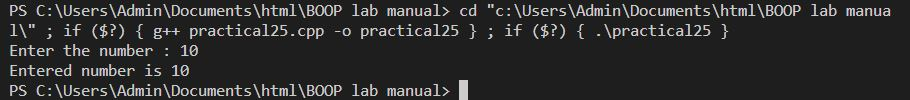 PS C:\Users\Admin\Documents\html\BOOP lab manual> cd "c:\Users\Admin\Documents\html\BOOP lab manua
l\" ; if ($?) { g++ practical25.cpp -o practical25 } ; if ($?) { .\practical25 }
Enter the number : 10
Entered number is 10
PS C:\Users\Admin\Documents\html\BOOP lab manual>